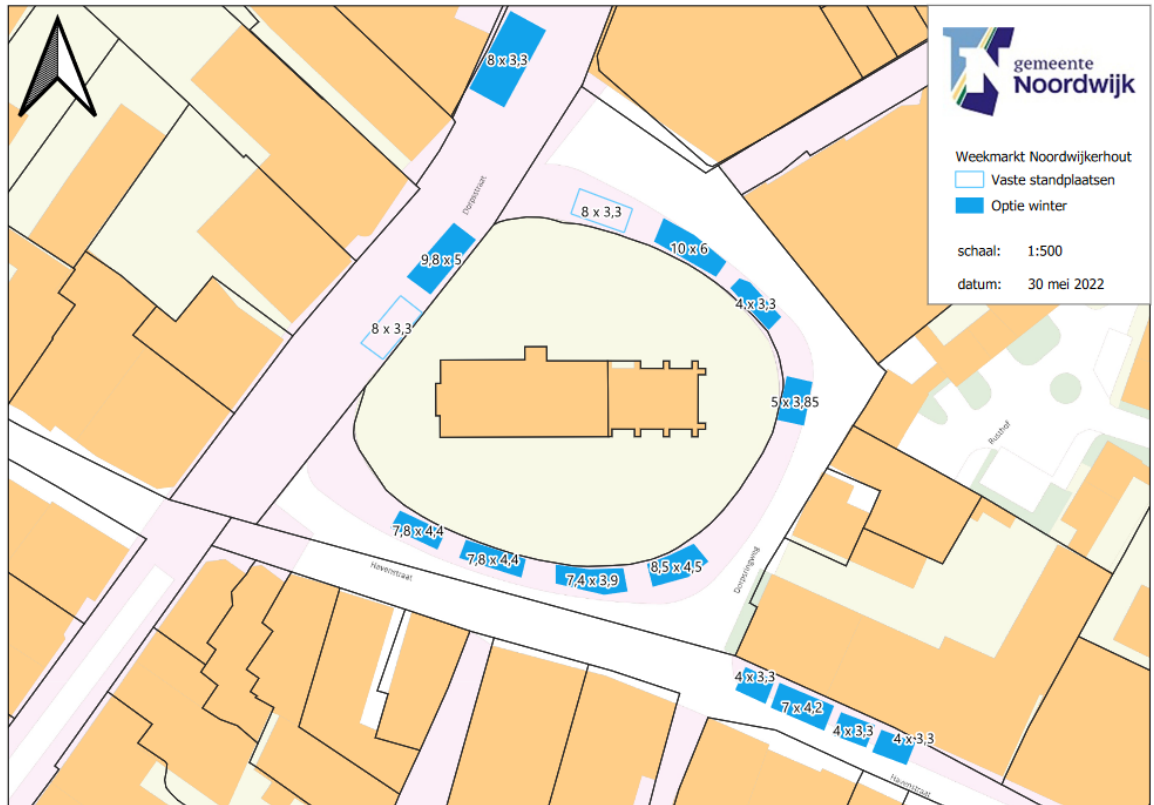 gemeente
Noordwijk
Weekmarkt Noordwijkerhout
Vaste standplaatsen
Optie winter
schaal: 1:500
datum: 30 mei 2022
8 x 3,3
Dorpsstraat
8 x 3,3
9,8 x 5
10 x 6
4 x 3,3
8 x 3,3
5 x 3,85
Rusthof
7,8 x 4,4
7,8 x 4,4
7,4 x 3,9
8,5 x 4,5
Havenstraat
Dorpsringweg
4 x 3,3
7 x 4,2
4 x 3,3
4 x 3,3
Havenstraat